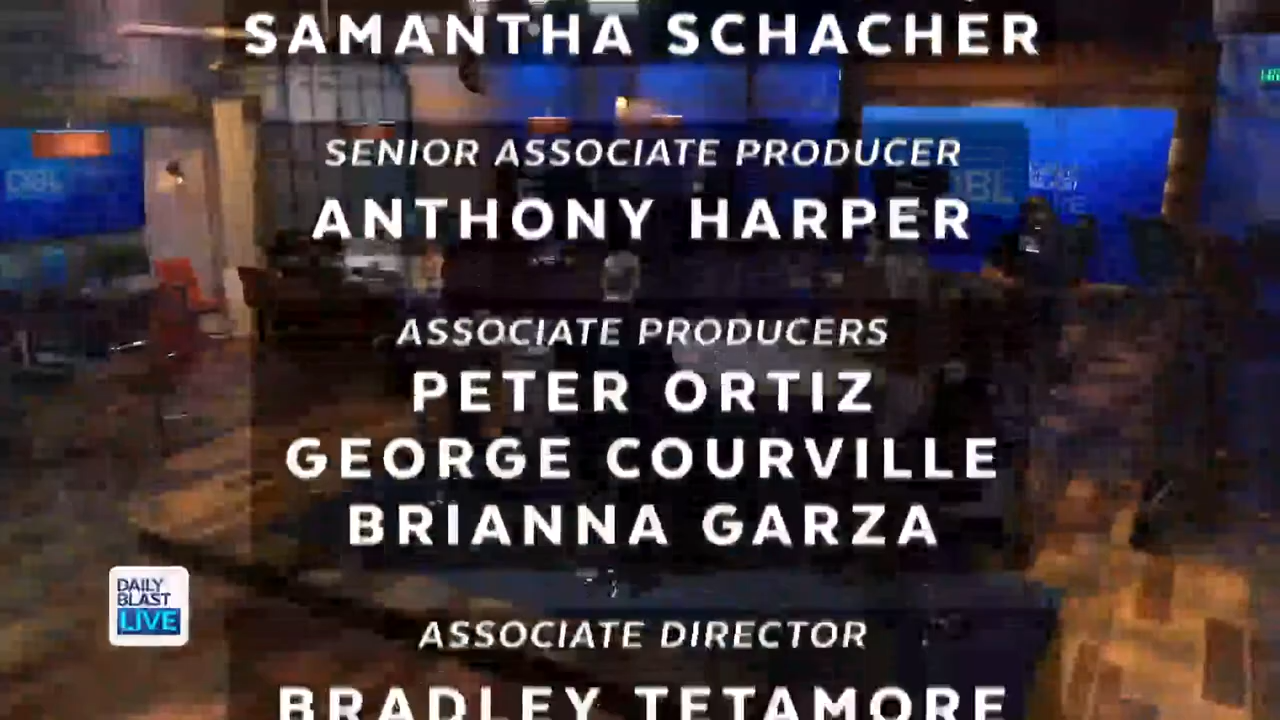 SAMANTHA SCHACHER
SENIOR ASSOCIATE PRODUCER
ANTHONY HARPER
ASSOCIATE PRODUCERS
PETER ORTIZ
GEORGE COURVILLE
BRIANNA GARZA
DAILY
BLAST
LIVE
ASSOCIATE DIRECTOR
BRADLEY TETAMORE
DBL